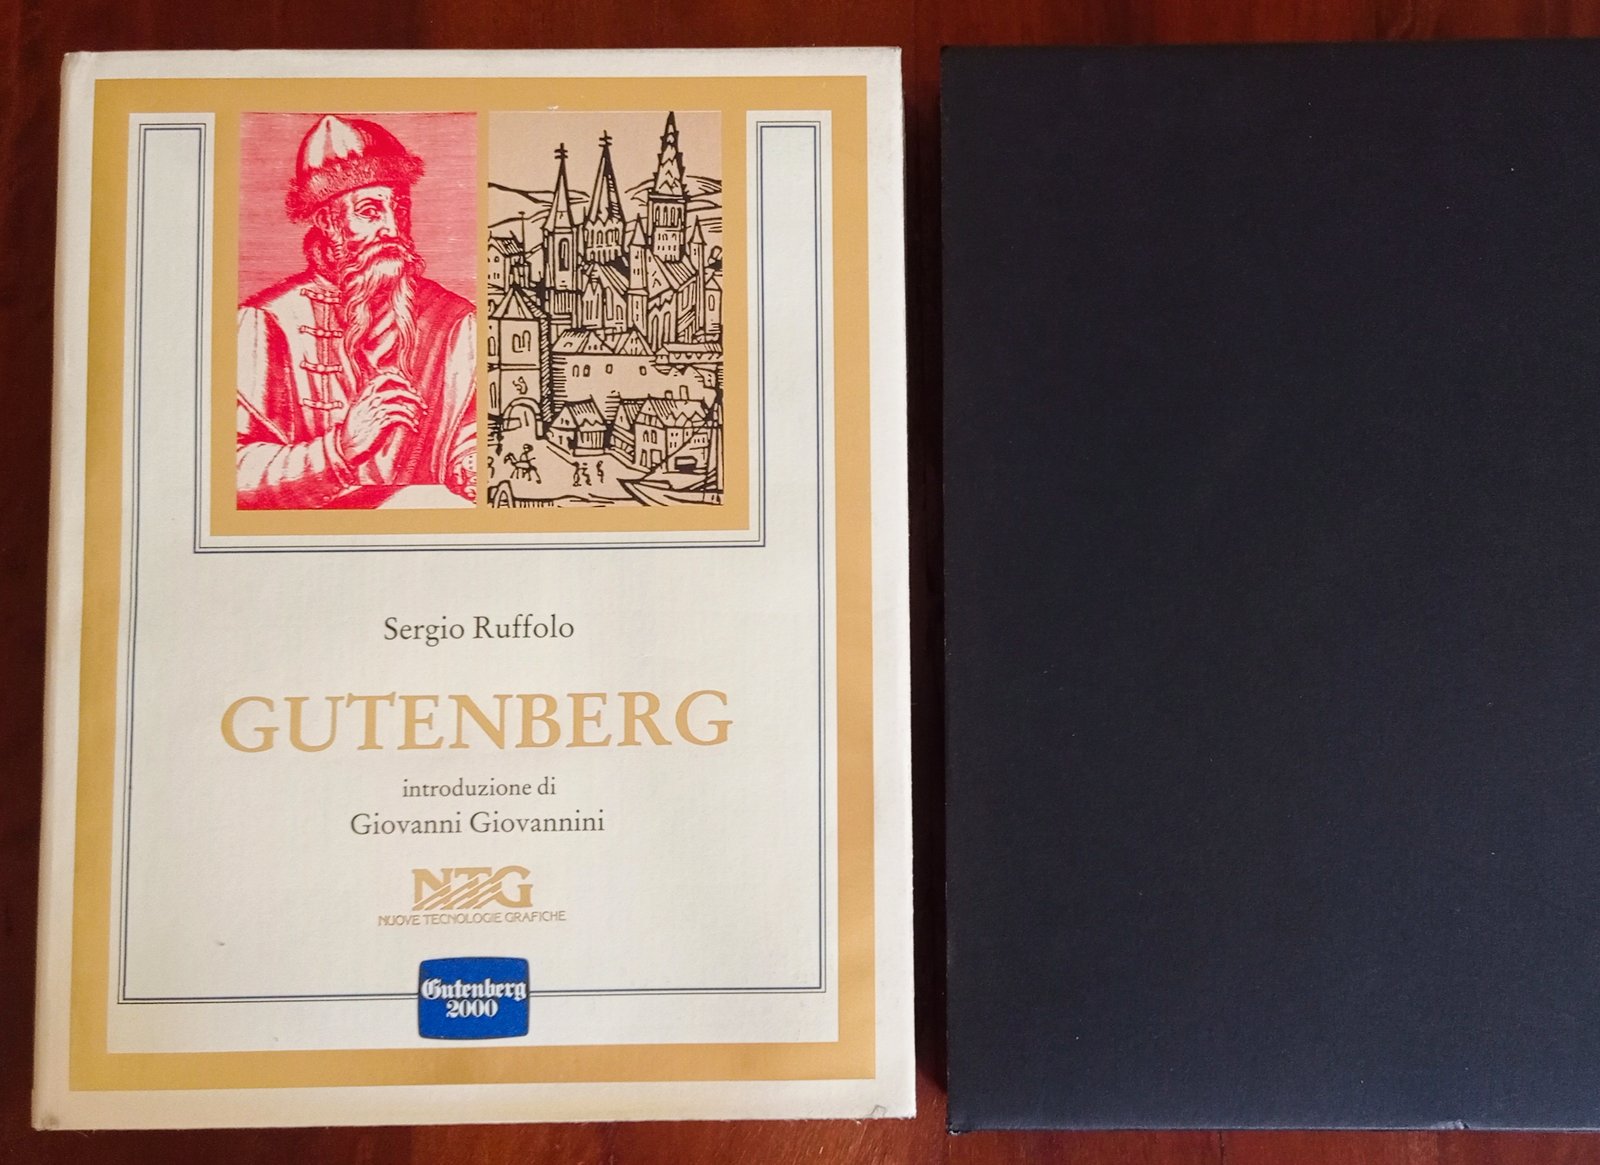 Sergio Ruffolo
GUTENBERG
introduzione di
Giovanni Giovannini
NTG
NUOVE TECNOLOGIE GRAFICHE
Gutenberg
2000